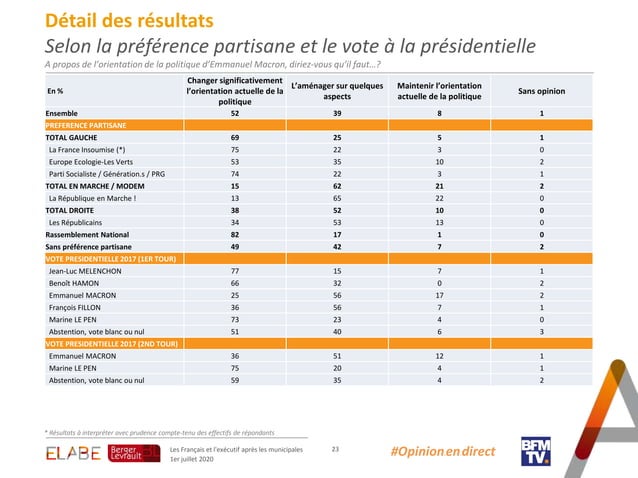 Détail des résultats
Selon la préférence partisane et le vote à la présidentielle
A propos de l'orientation de la politique d'Emmanuel Macron, diriez-vous qu'il faut…?
En % Changer significativement l'orientation actuelle de la politique L'aménager sur quelques aspects Maintenir l'orientation actuelle de la politique Sans opinion
Ensemble 52 39 8 1
PREFERENCE PARTISANE
TOTAL GAUCHE 69 25 5 1
La France Insoumise (*) 75 22 3 0
Europe Ecologie-Les Verts 53 35 10 2
Parti Socialiste / Génération.s / PRG 74 22 3 1
TOTAL EN MARCHE / MODEM 15 62 21 2
La République en Marche ! 13 65 22 0
TOTAL DROITE 38 52 10 0
Les Républicains 34 53 13 0
Rassemblement National 82 17 1 0
Sans préférence partisane 49 42 7 2
VOTE PRESIDENTIELLE 2017 (1ER TOUR)
Jean-Luc MELENCHON 77 15 7 1
Benoît HAMON 66 32 0 2
Emmanuel MACRON 25 56 17 2
François FILLON 36 56 7 1
Marine LE PEN 73 23 4 0
Abstention, vote blanc ou nul 51 40 6 3
VOTE PRESIDENTIELLE 2017 (2ND TOUR)
Emmanuel MACRON 36 51 12 1
Marine LE PEN 75 20 4 1
Abstention, vote blanc ou nul 59 35 4 2
* Résultats à interpréter avec prudence compte-tenu des effectifs de répondants
ELABE
Berger
Levrault
BL
Les Français et l'exécutif après les municipales
1er juillet 2020
23
#Opinionendirect
BFM
TV.